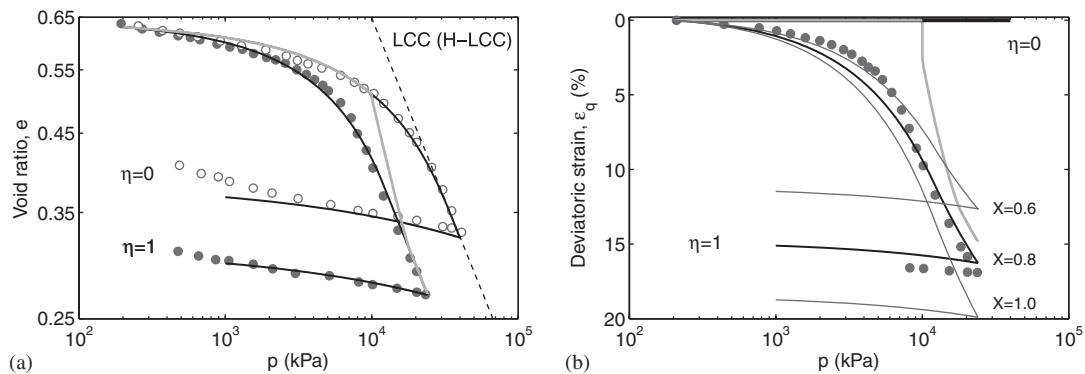 0.65
0.55
0.45
0.35
0.25
Void ratio, e
LCC (H−LCC)
η=0
η=1
10² 10³ 10⁴ 10⁵
p (kPa)
(a)
0
5
10
15
20
Deviatoric strain, ε_q (%)
η=0
η=1
X=0.6
X=0.8
X=1.0
10² 10³ 10⁴ 10⁵
p (kPa)
(b)